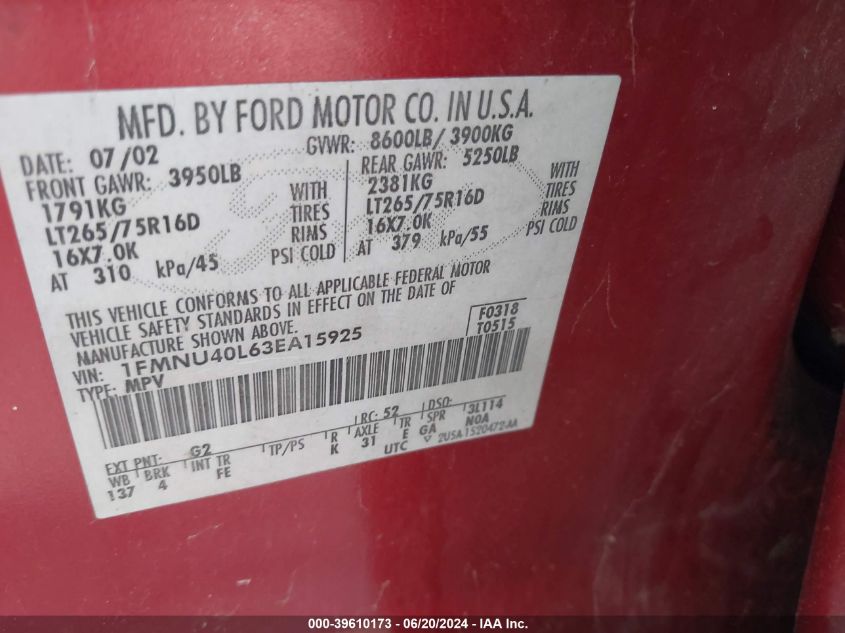 MFD. BY FORD MOTOR CO. IN U.S.A.
DATE: 07/02 GVWR: 8600LB/ 3900KG
FRONT GAWR: 3950LB REAR GAWR: 5250LB
1791KG WITH 2381KG WITH
LT265/75R16D TIRES LT265/75R16D TIRES
16X7.0K RIMS 16X7.0K RIMS
AT 310 kPa/45 PSI COLD AT 379 kPa/55 PSI COLD
THIS VEHICLE CONFORMS TO ALL APPLICABLE FEDERAL MOTOR
VEHICLE SAFETY STANDARDS IN EFFECT ON THE DATE OF
MANUFACTURE SHOWN ABOVE.
F0318
VIN: 1FMNU40L63EA15925 T0515
TYPE: MPV
EXT PNT: G2 RC: 52 DSO: 3L114
WB BRK INT TR TP/PS R AXLE TR SPR N0A
137 4 FE K 31 E GA
UTC ▽ 2USA 1520472-AA
000-39610173 - 06/20/2024 - IAA Inc.